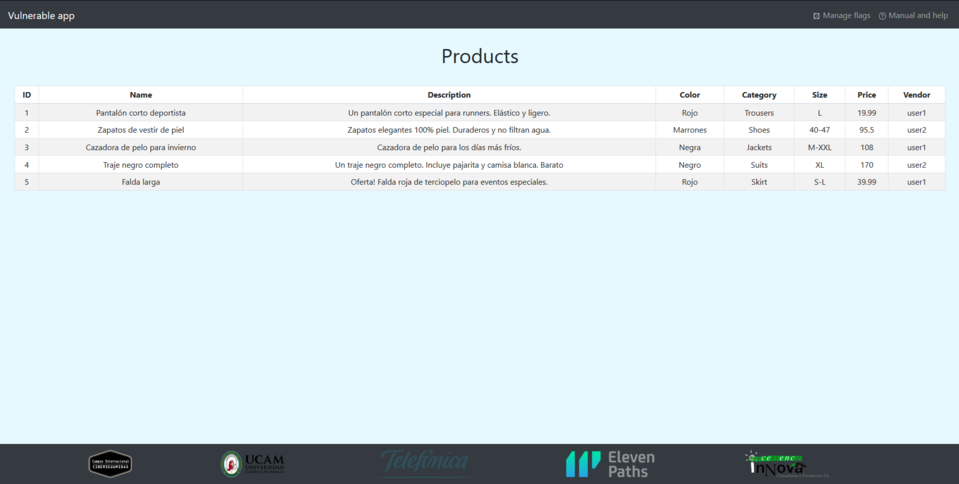 Vulnerable app Manage flags Manual and help
Products
ID Name Description Color Category Size Price Vendor
1 Pantalón corto deportista Un pantalón corto especial para runners. Elástico y ligero. Rojo Trousers L 19.99 user1
2 Zapatos de vestir de piel Zapatos elegantes 100% piel. Duraderos y no filtran agua. Marrones Shoes 40-47 95.5 user2
3 Cazadora de pelo para invierno Cazadora de pelo para los días más fríos. Negra Jackets M-XXL 108 user1
4 Traje negro completo Un traje negro completo. Incluye pajarita y camisa blanca. Barato Negro Suits XL 170 user2
5 Falda larga Oferta! Falda roja de terciopelo para eventos especiales. Rojo Skirt S-L 39.99 user1
Campus Internacional
CIBERSEGURIDAD
UCAM
UNIVERSIDAD
Telefónica
Eleven
Paths
innova